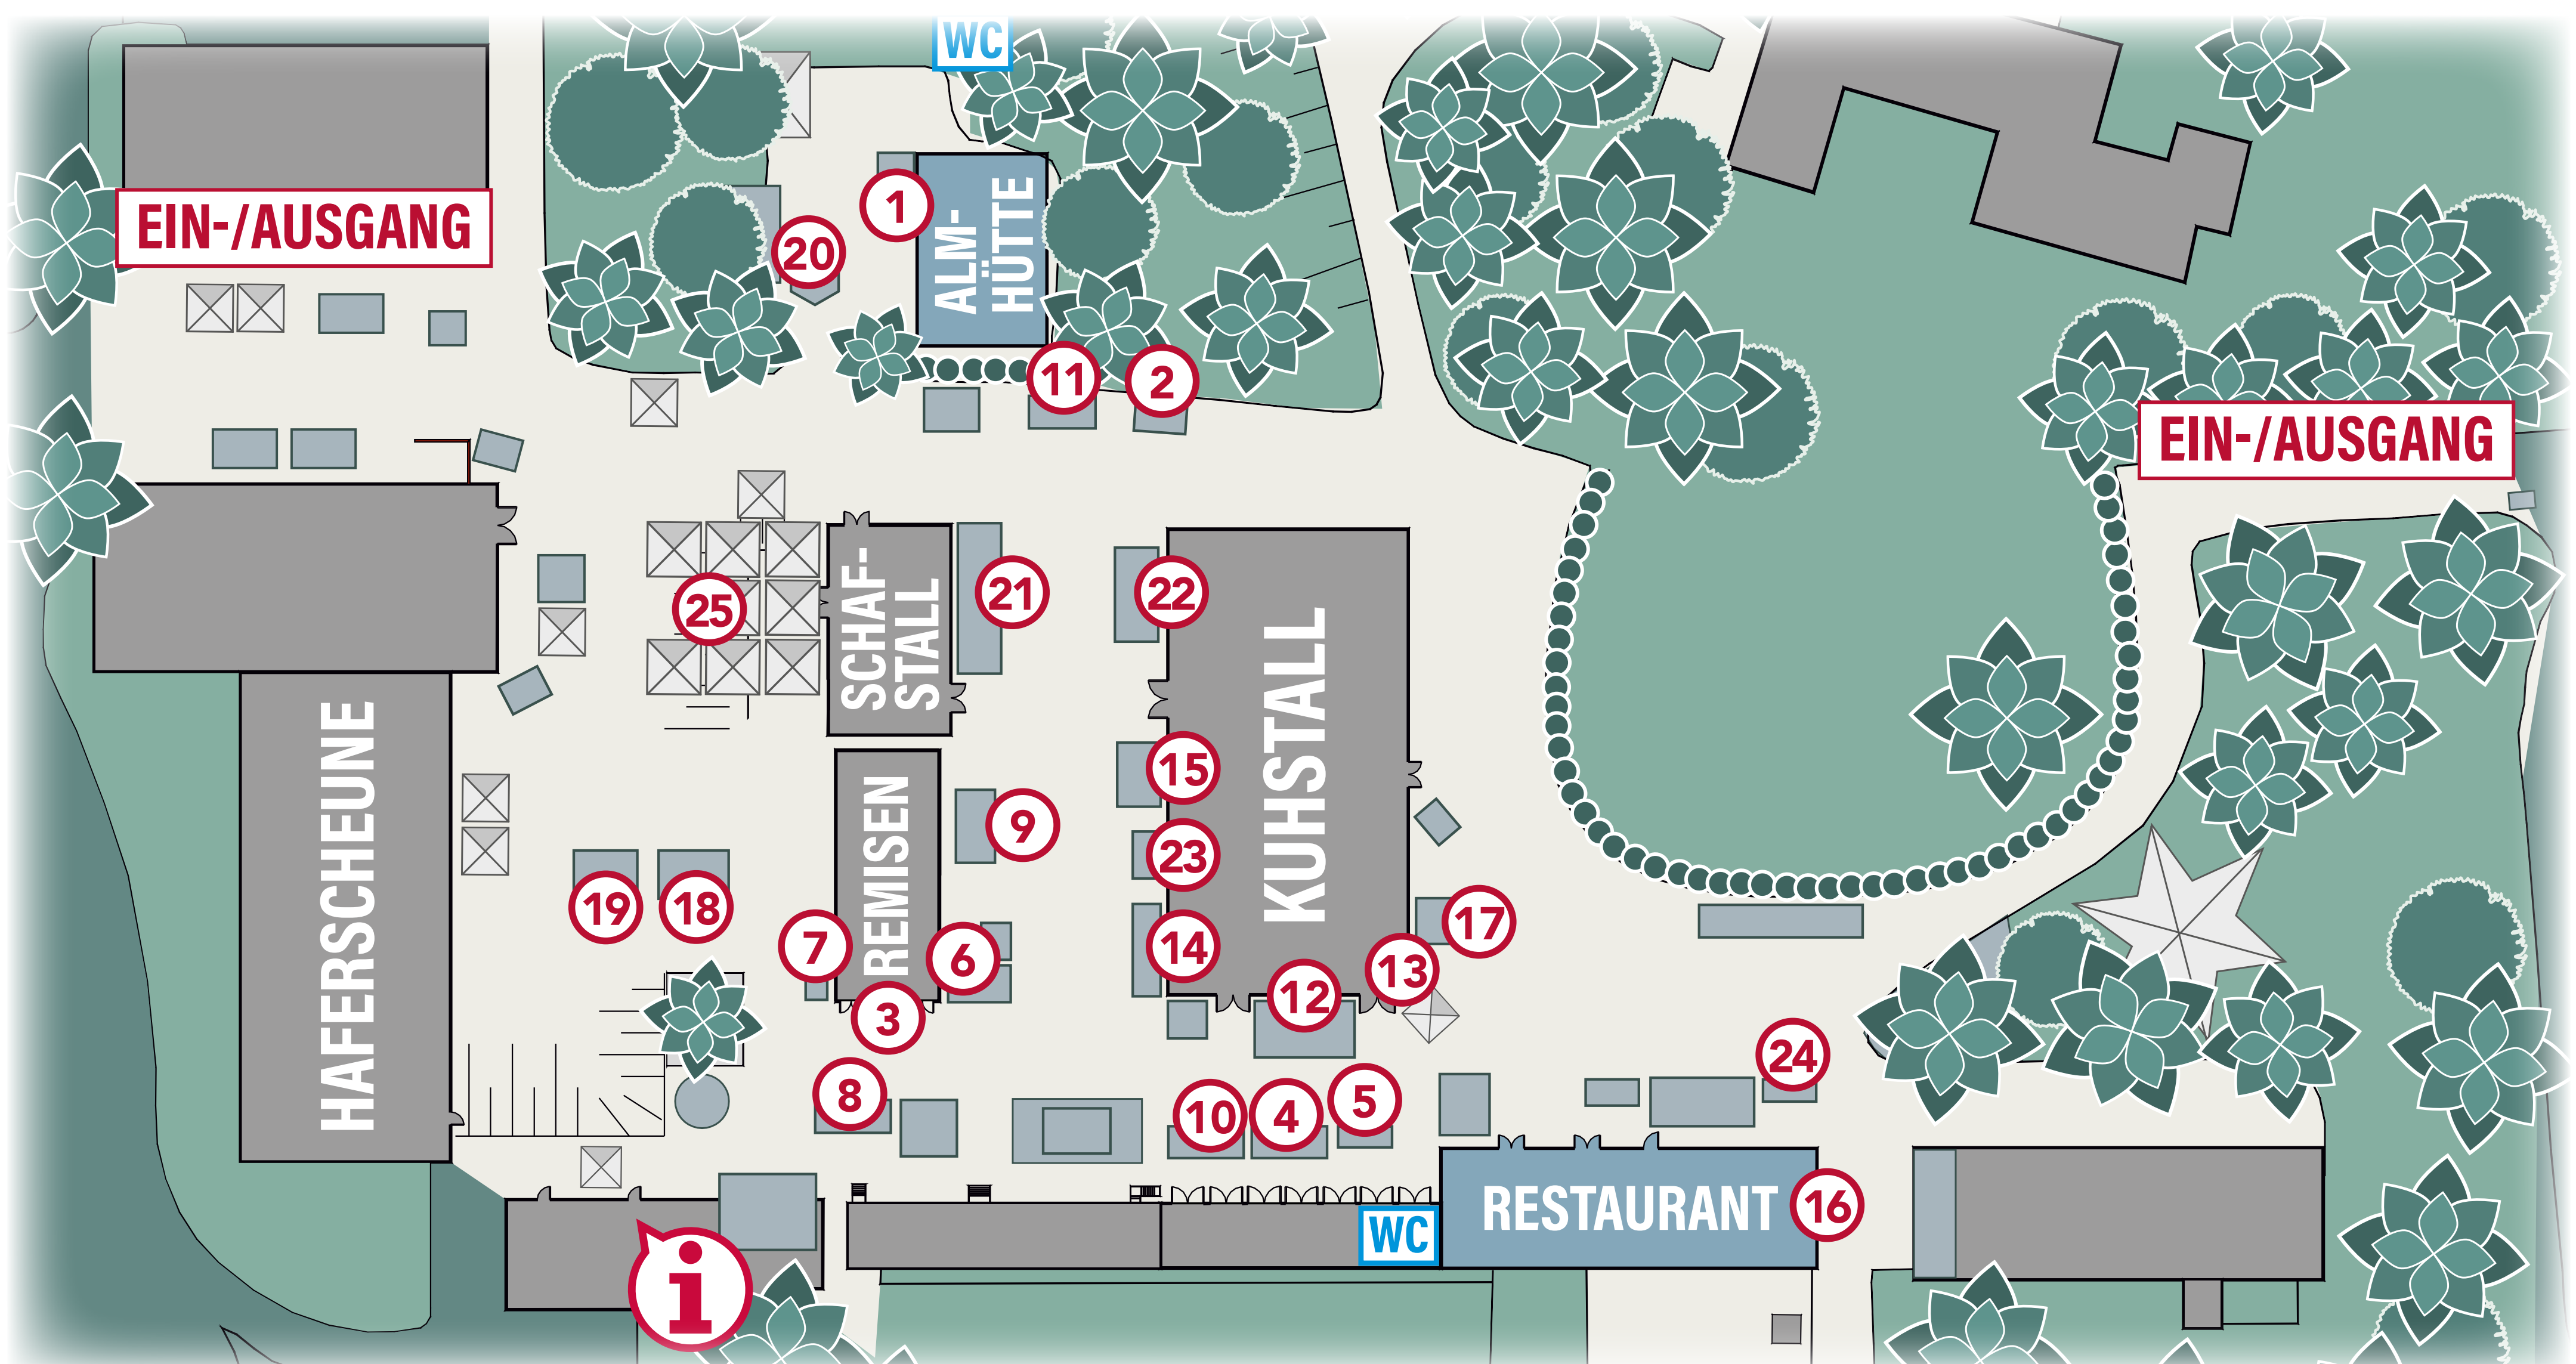 WC
EIN-/AUSGANG
1
ALM-
HÜTTE
20
11
2
EIN-/AUSGANG
25
SCHAF-
STALL
21
22
KUHSTALL
15
9
23
HAFERSCHEUNE
REMISEN
19
18
7
6
14
17
13
12
3
24
8
10
4
5
RESTAURANT
16
WC
i